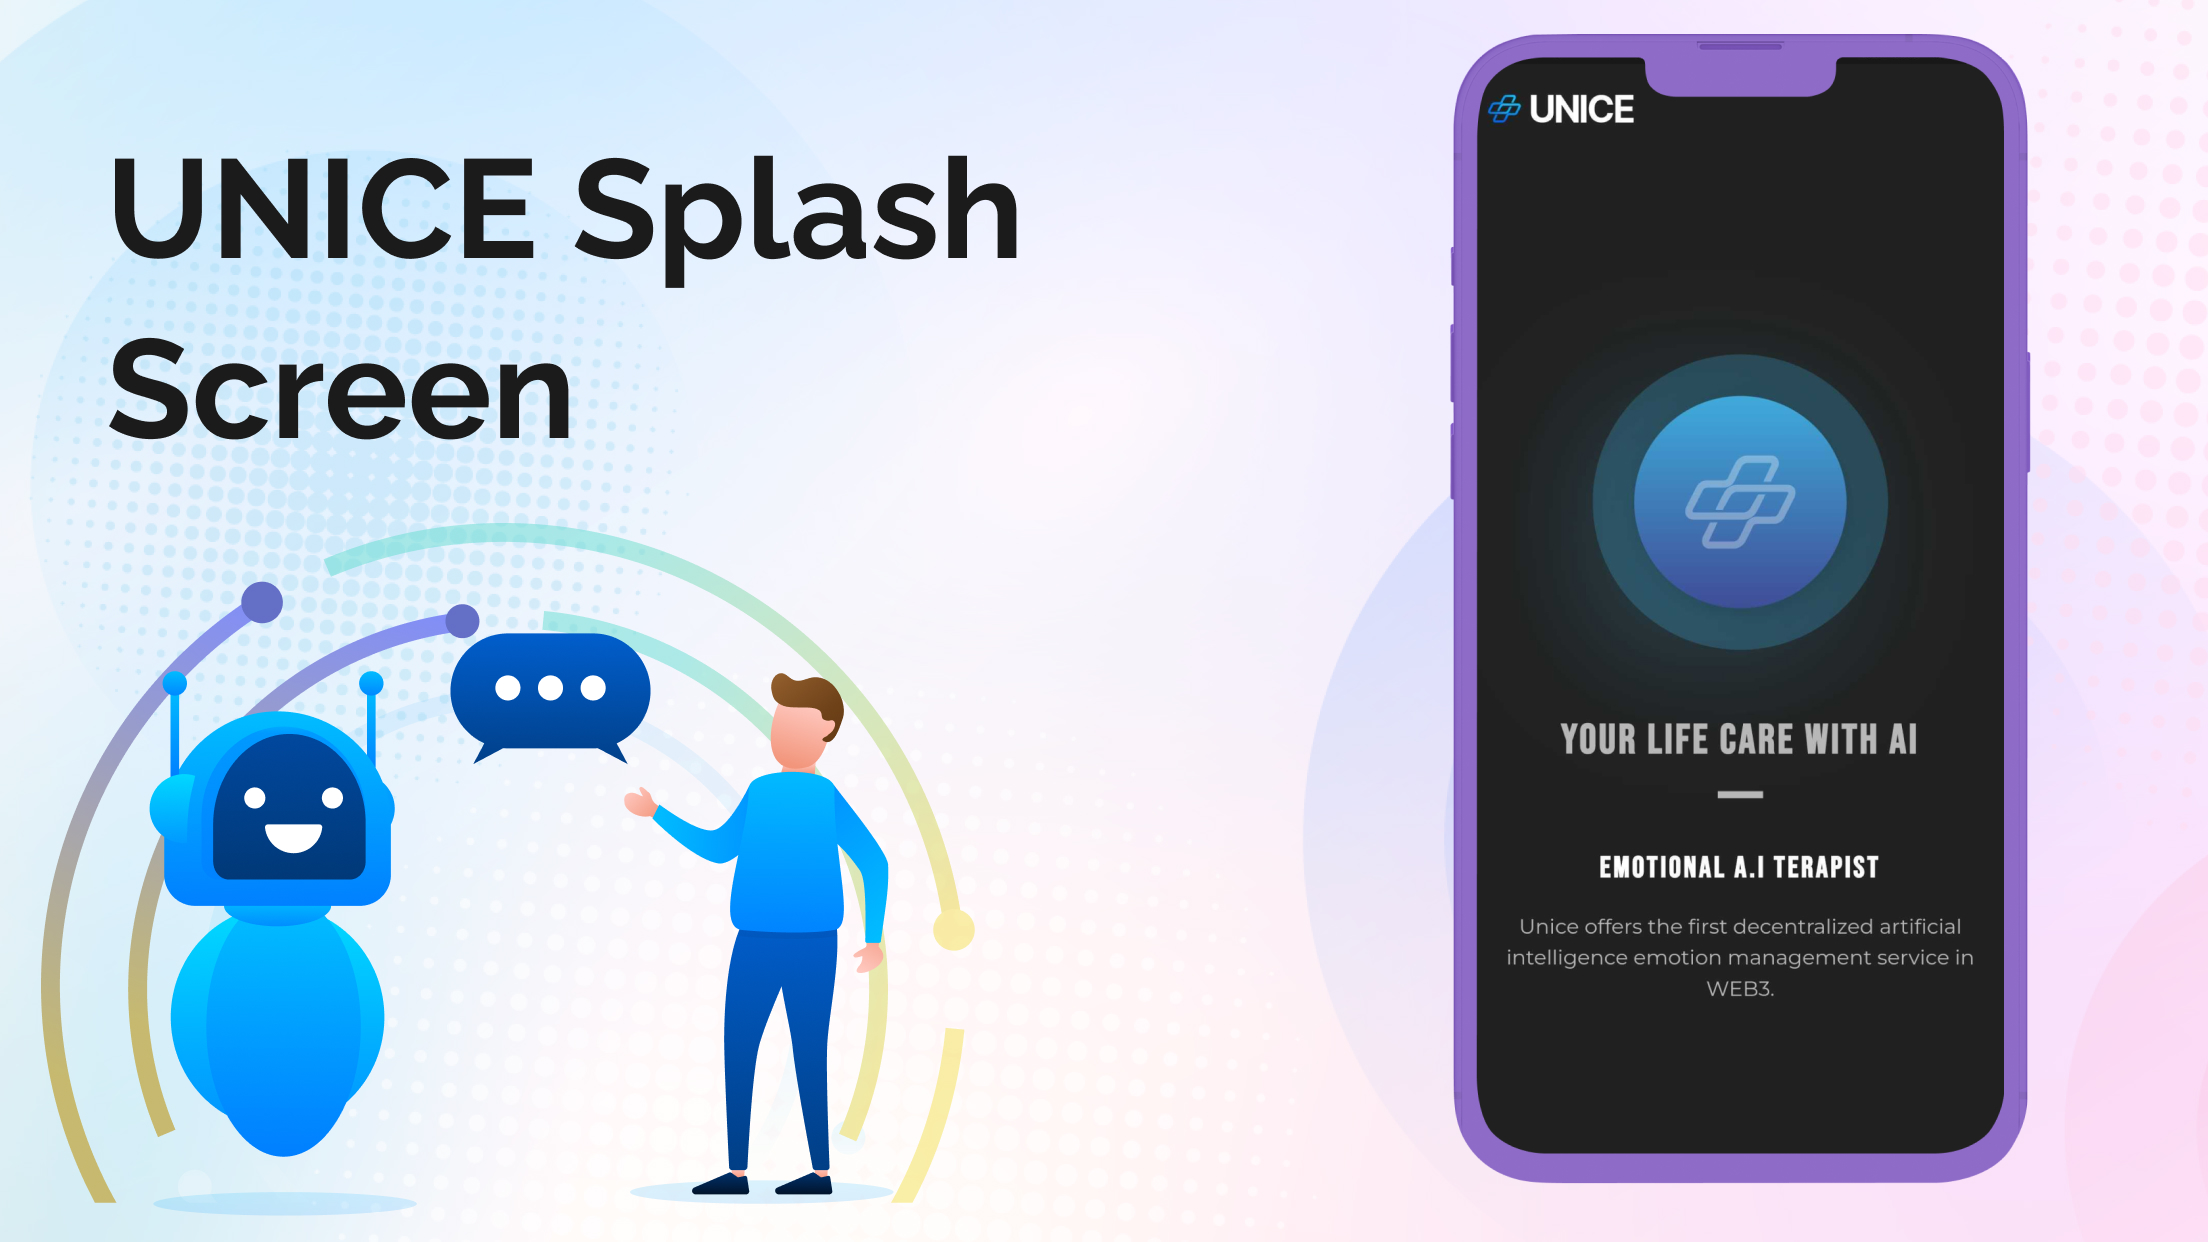 UNICE Splash
Screen
UNICE
YOUR LIFE CARE WITH AI
EMOTIONAL A.I TERAPIST
Unice offers the first decentralized artificial
intelligence emotion management service in
WEB3.